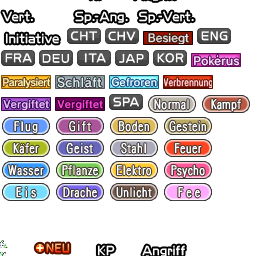 Vert. Sp.-Ang. Sp.-Vert.
Initiative CHT CHV Besiegt ENG
FRA DEU ITA JAP KOR Pokérus
Paralysiert Schläft Gefroren Verbrennung
Vergiftet Vergiftet SPA Normal Kampf
Flug Gift Boden Gestein
Käfer Geist Stahl Feuer
Wasser Pflanze Elektro Psycho
Eis Drache Unlicht Fee
NEU KP Angriff